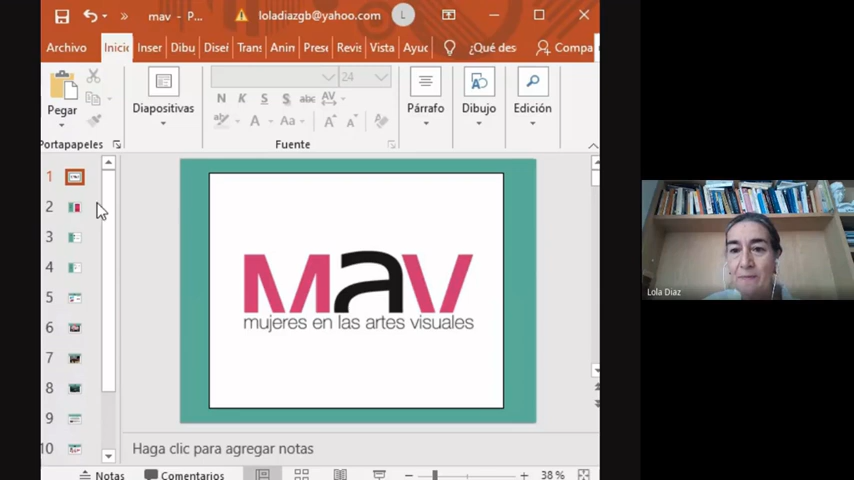 mav - P... loladiazgb@yahoo.com L
Archivo Inicio Inser Dibu Diseñ Trans Anin Prese Revis Vista Ayuc ¿Qué des Compa
24
N K S S abc AV
Pegar Diapositivas ab A Aa A A Párrafo Dibujo Edición
Portapapeles Fuente
1
2
3
4
5
6
7
8
9
10
mav
mujeres en las artes visuales
Haga clic para agregar notas
Notas Comentarios 38 %
Lola Diaz